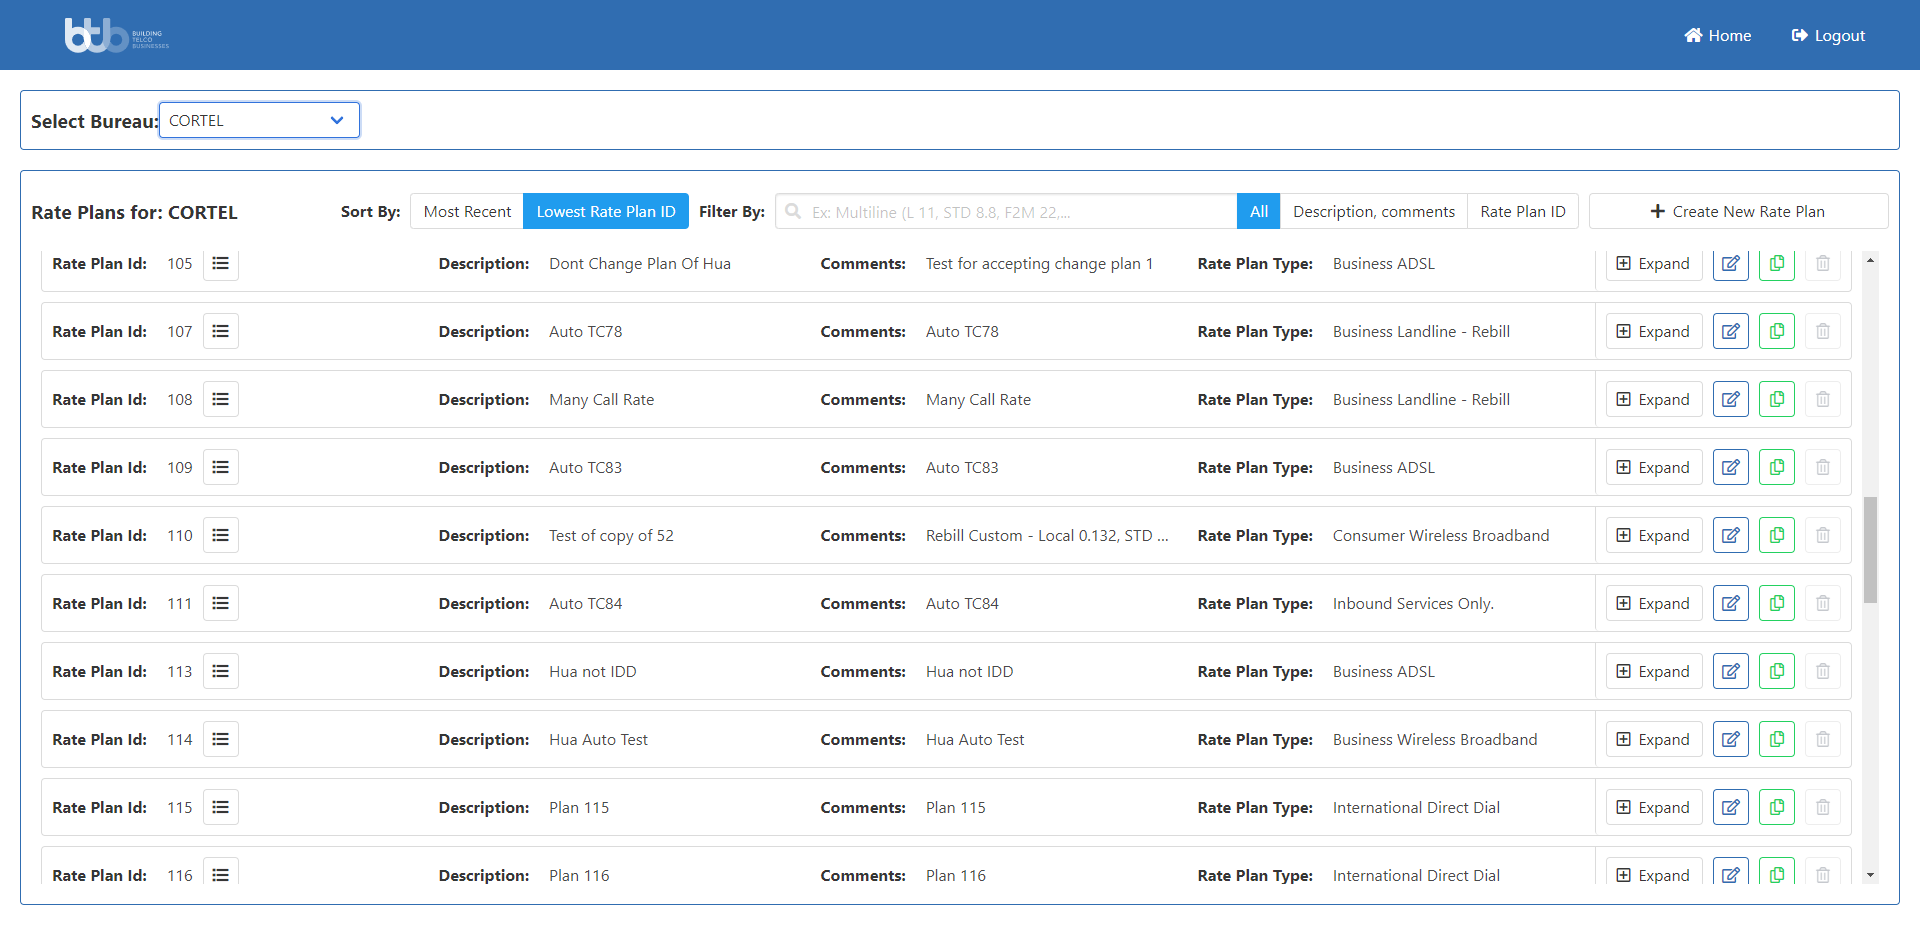 btb BUILDING TELCO BUSINESSES
Home Logout
Select Bureau: CORTEL
Rate Plans for: CORTEL Sort By: Most Recent Lowest Rate Plan ID Filter By: Ex: Multiline (L 11, STD 8.8, F2M 22,... All Description, comments Rate Plan ID Create New Rate Plan
Rate Plan Id: 105 Description: Dont Change Plan Of Hua Comments: Test for accepting change plan 1 Rate Plan Type: Business ADSL Expand
Rate Plan Id: 107 Description: Auto TC78 Comments: Auto TC78 Rate Plan Type: Business Landline - Rebill Expand
Rate Plan Id: 108 Description: Many Call Rate Comments: Many Call Rate Rate Plan Type: Business Landline - Rebill Expand
Rate Plan Id: 109 Description: Auto TC83 Comments: Auto TC83 Rate Plan Type: Business ADSL Expand
Rate Plan Id: 110 Description: Test of copy of 52 Comments: Rebill Custom - Local 0.132, STD ... Rate Plan Type: Consumer Wireless Broadband Expand
Rate Plan Id: 111 Description: Auto TC84 Comments: Auto TC84 Rate Plan Type: Inbound Services Only. Expand
Rate Plan Id: 113 Description: Hua not IDD Comments: Hua not IDD Rate Plan Type: Business ADSL Expand
Rate Plan Id: 114 Description: Hua Auto Test Comments: Hua Auto Test Rate Plan Type: Business Wireless Broadband Expand
Rate Plan Id: 115 Description: Plan 115 Comments: Plan 115 Rate Plan Type: International Direct Dial Expand
Rate Plan Id: 116 Description: Plan 116 Comments: Plan 116 Rate Plan Type: International Direct Dial Expand